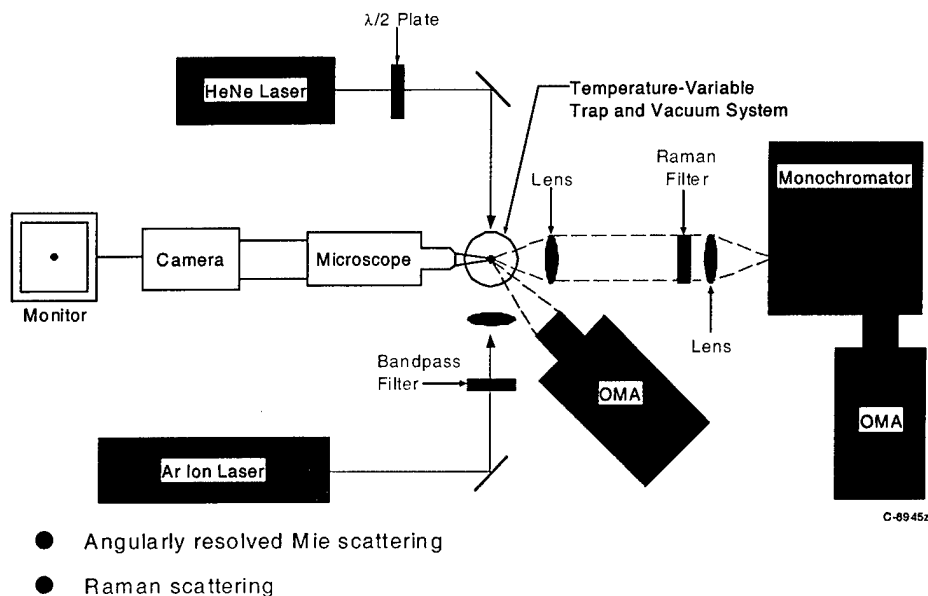 λ/2 Plate
HeNe Laser
Temperature-Variable
Trap and Vacuum System
Lens
Raman
Filter
Monochromator
Camera
Microscope
Monitor
Bandpass
Filter
Lens
OMA
OMA
Ar Ion Laser
C-8945z
● Angularly resolved Mie scattering
● Raman scattering